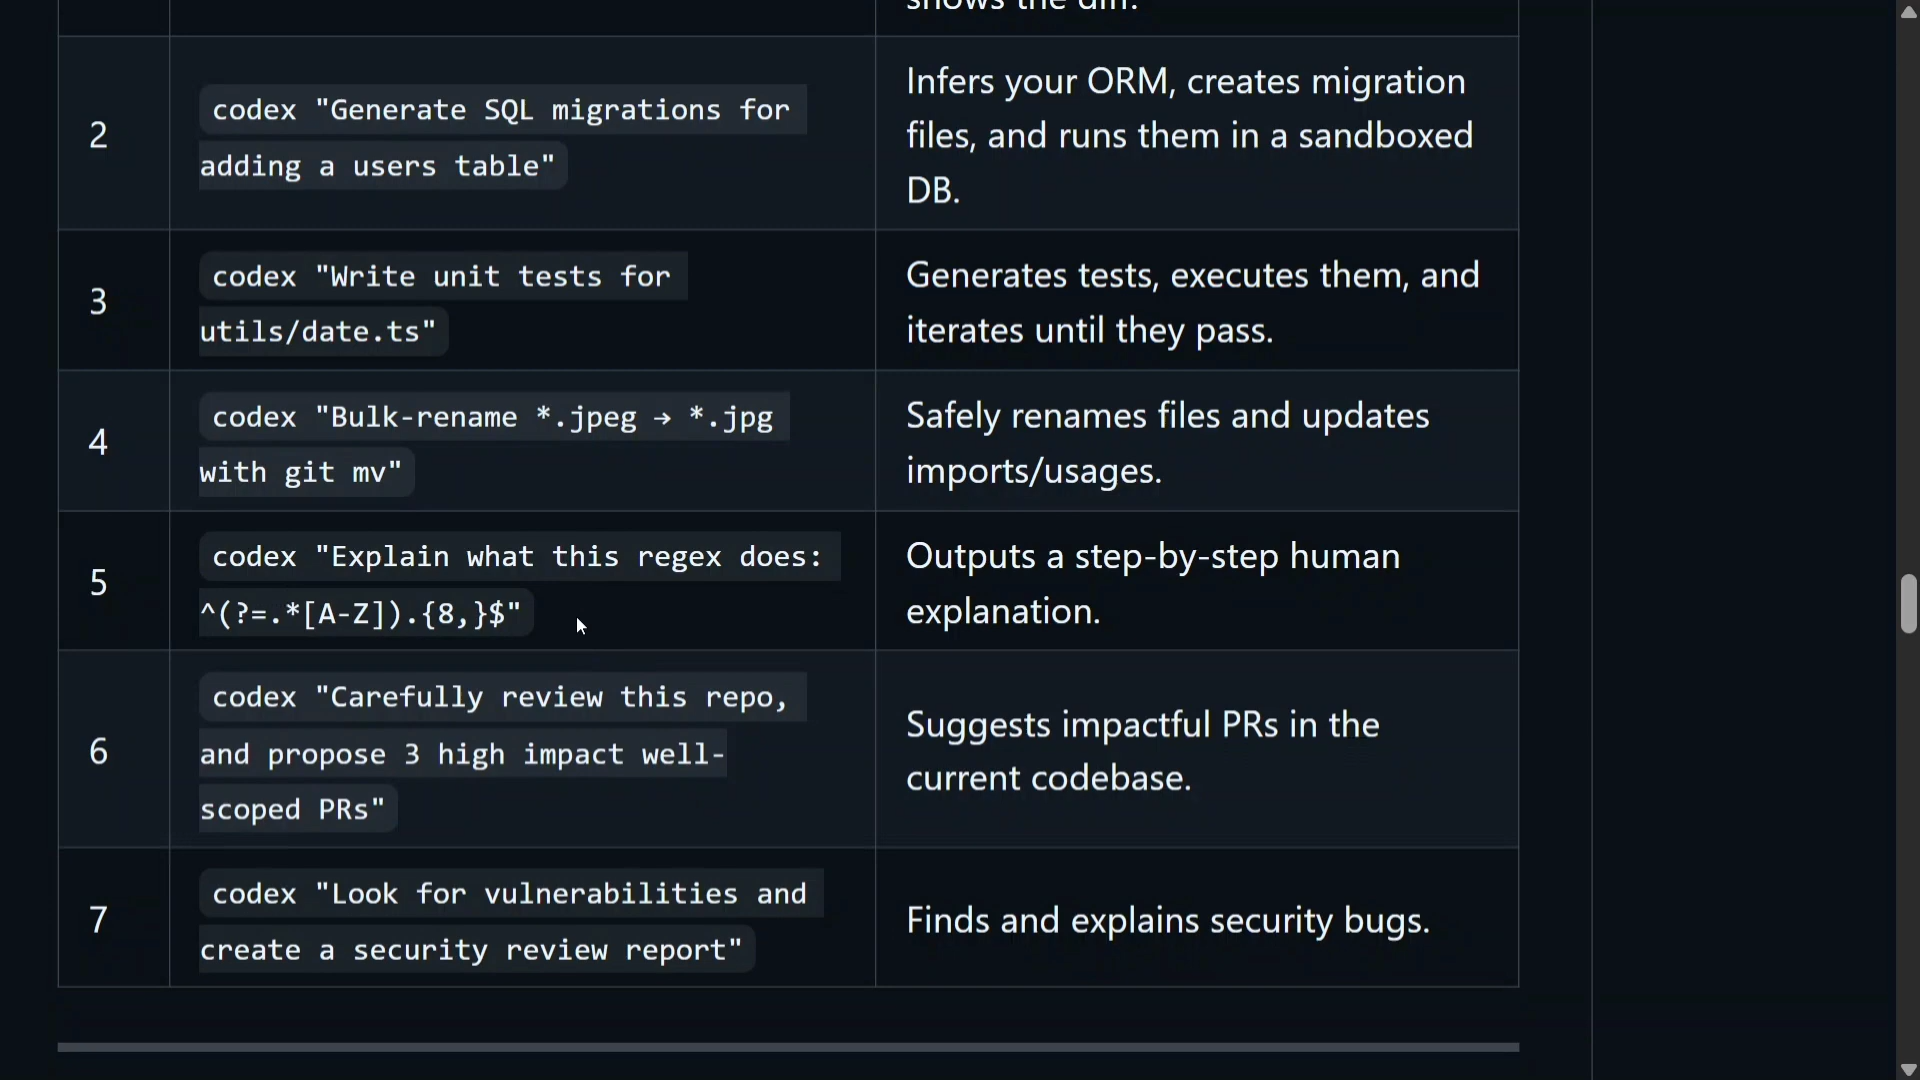 shows the diff.
2
codex "Generate SQL migrations for
adding a users table"
Infers your ORM, creates migration
files, and runs them in a sandboxed
DB.
3
codex "Write unit tests for
utils/date.ts"
Generates tests, executes them, and
iterates until they pass.
4
codex "Bulk-rename *.jpeg → *.jpg
with git mv"
Safely renames files and updates
imports/usages.
5
codex "Explain what this regex does:
^(?=.*[A-Z]).{8,}$"
Outputs a step-by-step human
explanation.
6
codex "Carefully review this repo,
and propose 3 high impact well-
scoped PRs"
Suggests impactful PRs in the
current codebase.
7
codex "Look for vulnerabilities and
create a security review report"
Finds and explains security bugs.